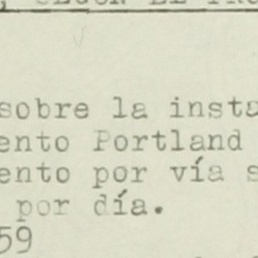 sobre la insta
ento Portland
ento por vía s
por día.
59